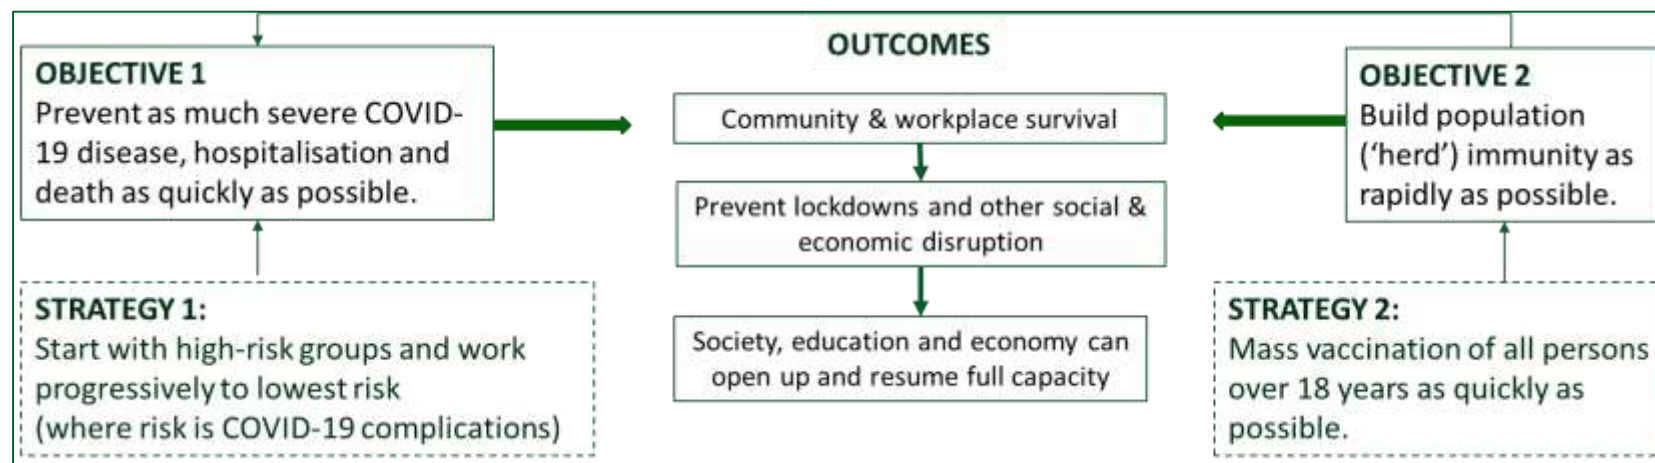 OUTCOMES
OBJECTIVE 1
Prevent as much severe COVID-
19 disease, hospitalisation and
death as quickly as possible.
STRATEGY 1:
Start with high-risk groups and work
progressively to lowest risk
(where risk is COVID-19 complications)
Community & workplace survival
Prevent lockdowns and other social &
economic disruption
Society, education and economy can
open up and resume full capacity
OBJECTIVE 2
Build population
(‘herd’) immunity as
rapidly as possible.
STRATEGY 2:
Mass vaccination of all persons
over 18 years as quickly as
possible.